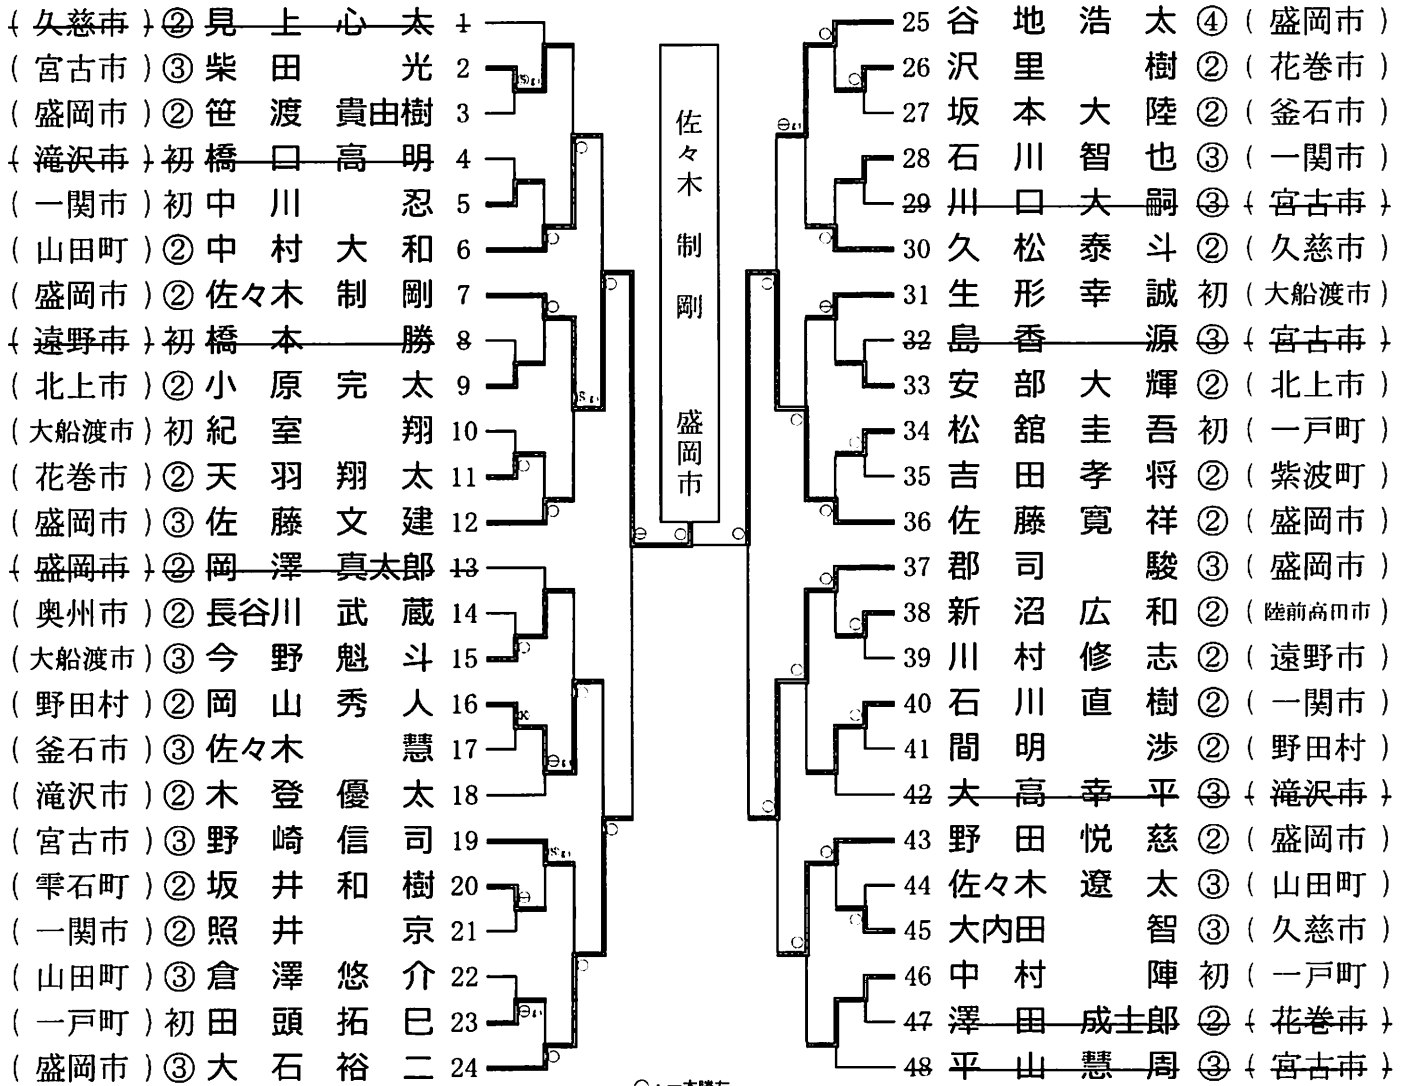 (久慈市)②見上心太 1
(宮古市)③柴田光 2
(盛岡市)②笹渡貴由樹 3
(滝沢市)初橋口高明 4
(一関市)初中川忍 5
(山田町)②中村大和 6
(盛岡市)②佐々木制剛 7
(遠野市)初橋本勝 8
(北上市)②小原完太 9
(大船渡市)初紀室翔 10
(花巻市)②天羽翔太 11
(盛岡市)③佐藤文建 12
(盛岡市)②岡澤真太郎 13
(奥州市)②長谷川武蔵 14
(大船渡市)③今野魁斗 15
(野田村)②岡山秀人 16
(釜石市)③佐々木慧 17
(滝沢市)②木登優太 18
(宮古市)③野崎信司 19
(雫石町)②坂井和樹 20
(一関市)②照井京 21
(山田町)③倉澤悠介 22
(一戸町)初田頭拓巳 23
(盛岡市)③大石裕二 24
佐々木制剛 盛岡市
25 谷地浩太④(盛岡市)
26 沢里樹②(花巻市)
27 坂本大陸②(釜石市)
28 石川智也③(一関市)
29 川口大嗣③(宮古市)
30 久松泰斗②(久慈市)
31 生形幸誠初(大船渡市)
32 島香源③(宮古市)
33 安部大輝②(北上市)
34 松舘圭吾初(一戸町)
35 吉田孝将②(紫波町)
36 佐藤寛祥②(盛岡市)
37 郡司駿③(盛岡市)
38 新沼広和②(陸前高田市)
39 川村修志②(遠野市)
40 石川直樹②(一関市)
41 間明渉②(野田村)
42 大高幸平③(滝沢市)
43 野田悦慈②(盛岡市)
44 佐々木遼太③(山田町)
45 大内田智③(久慈市)
46 中村陣初(一戸町)
47 澤田成士郎②(花巻市)
48 平山慧周③(宮古市)